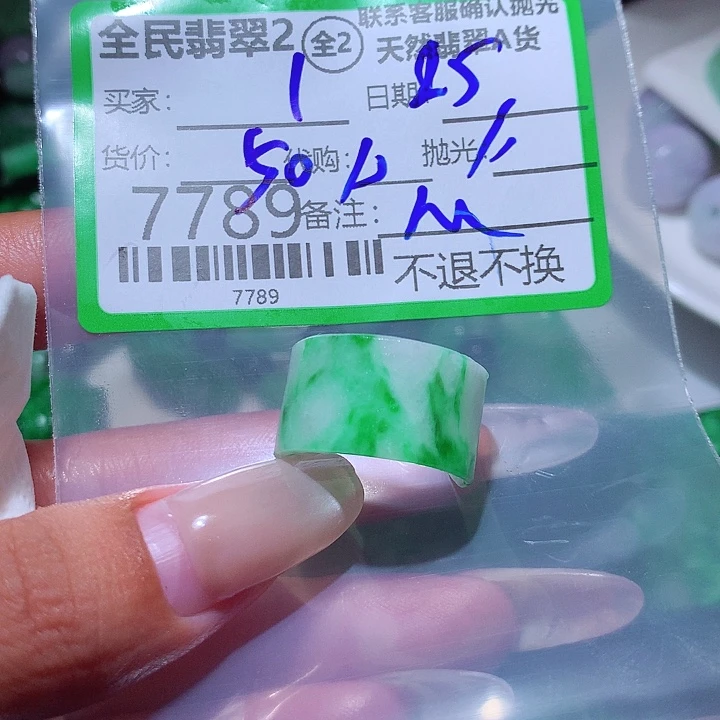 全民翡翠2 全2
联系客服确认抛光
天然翡翠A货
买家: 1 日期: 25
货价: 50 代购: 抛光:
7789 备注:
7789
不退不换